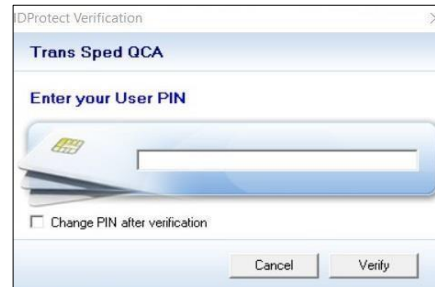 IDProtect Verification
Trans Sped QCA
Enter your User PIN
Change PIN after verification
Cancel Verify